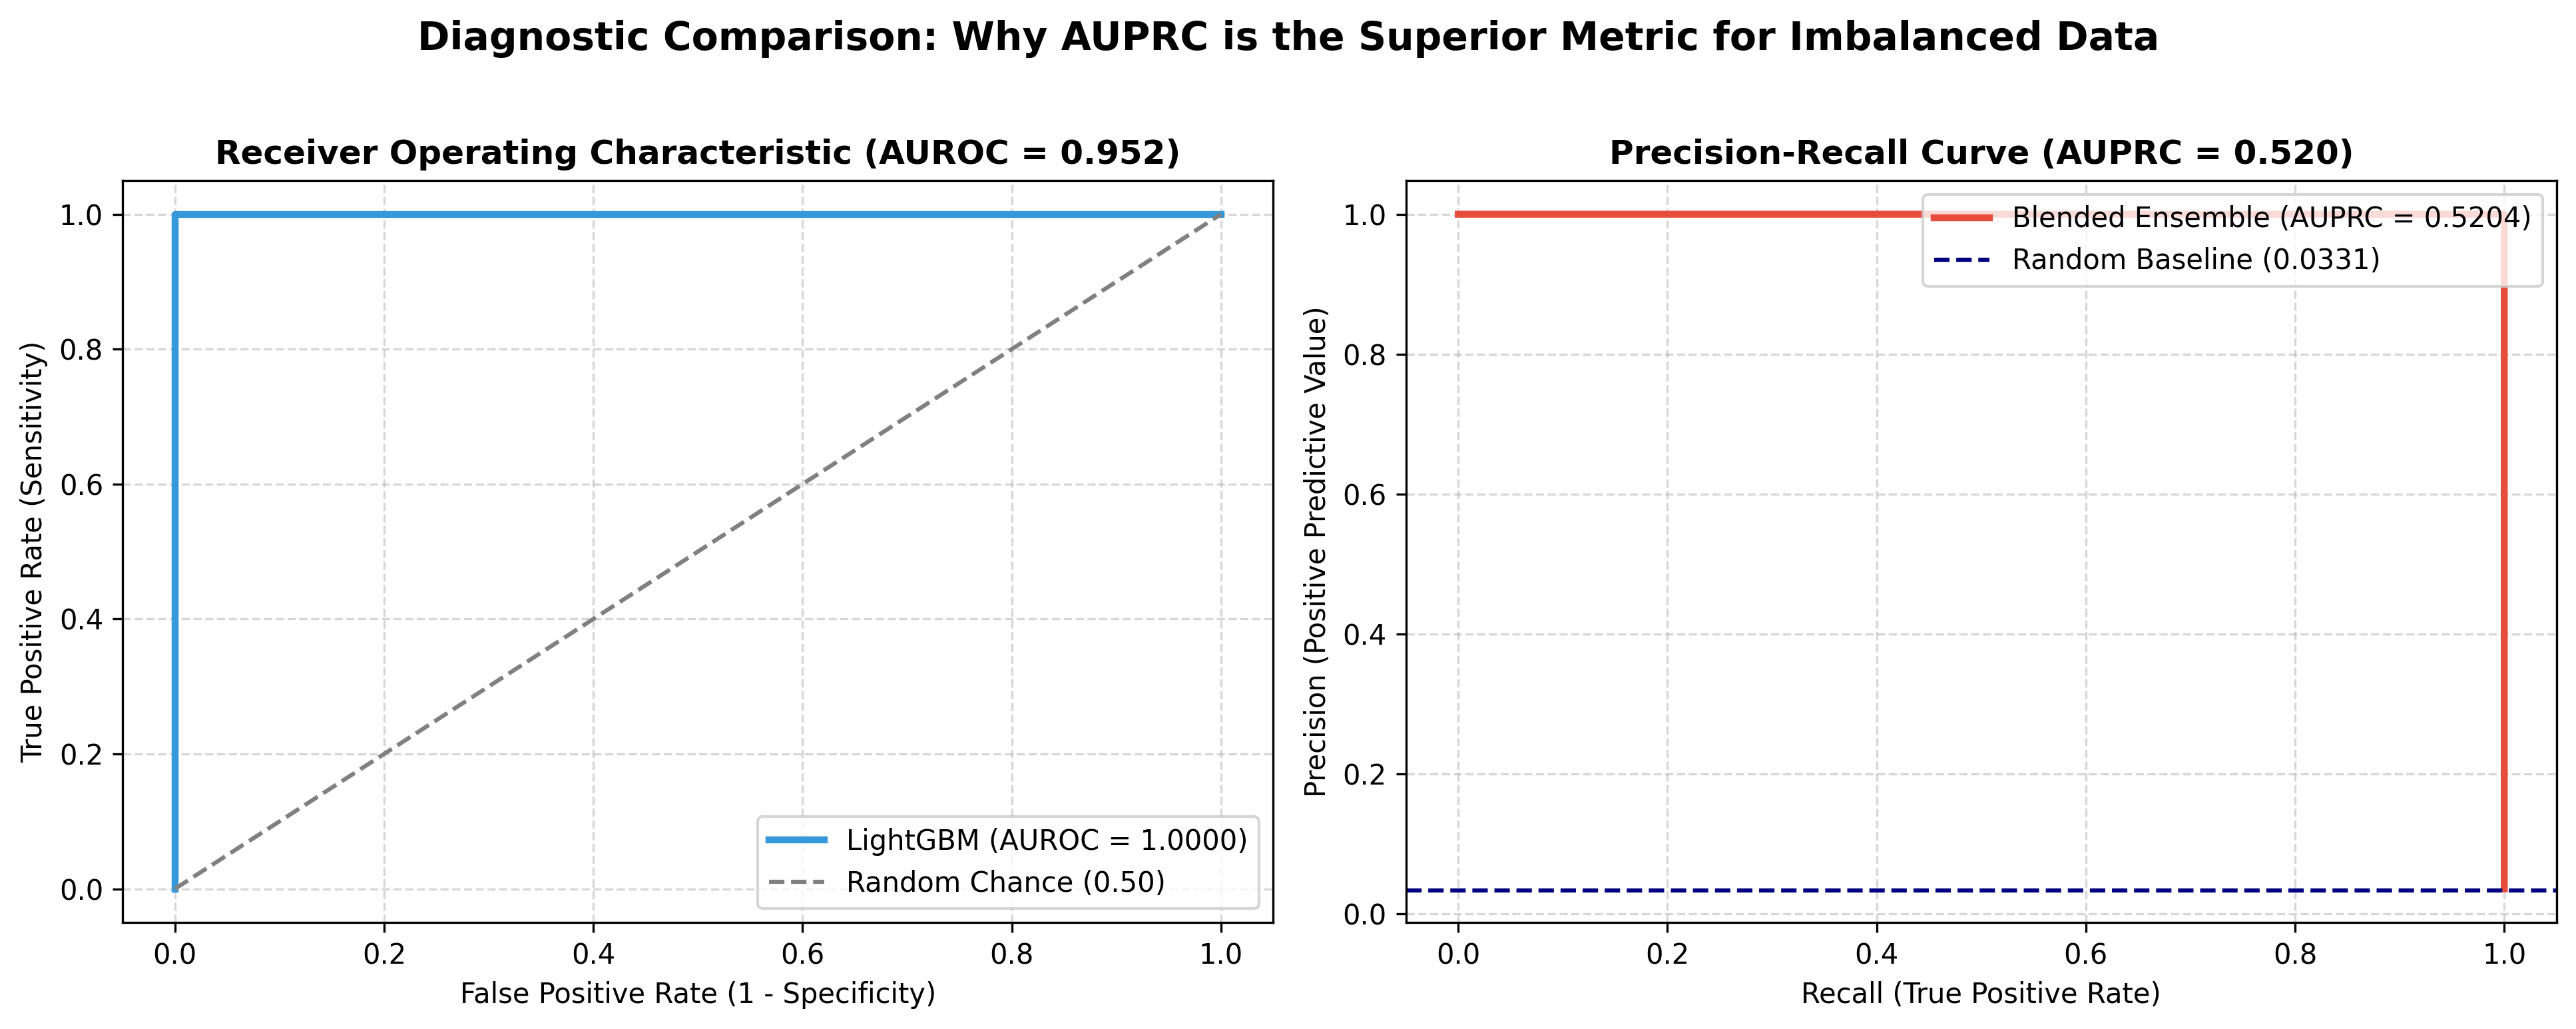 Diagnostic Comparison: Why AUPRC is the Superior Metric for Imbalanced Data
Receiver Operating Characteristic (AUROC = 0.952)
True Positive Rate (Sensitivity)
1.0
0.8
0.6
0.4
0.2
0.0
LightGBM (AUROC = 1.0000)
Random Chance (0.50)
0.0 0.2 0.4 0.6 0.8 1.0
False Positive Rate (1 - Specificity)
Precision-Recall Curve (AUPRC = 0.520)
Precision (Positive Predictive Value)
1.0
0.8
0.6
0.4
0.2
0.0
Blended Ensemble (AUPRC = 0.5204)
Random Baseline (0.0331)
0.0 0.2 0.4 0.6 0.8 1.0
Recall (True Positive Rate)